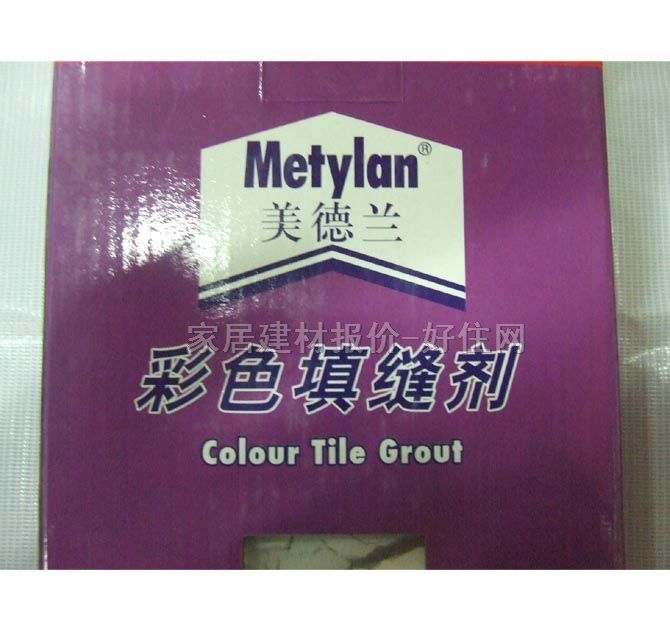 Metylan®
美德兰
家居建材报价-好住网
彩色填缝剂
Colour Tile Grout